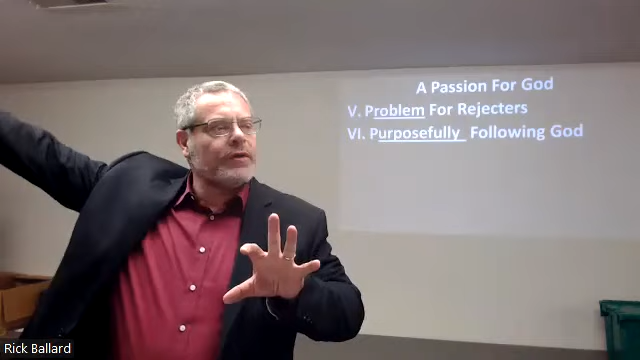 A Passion For God
V. Problem For Rejecters
VI. Purposefully Following God
Rick Ballard